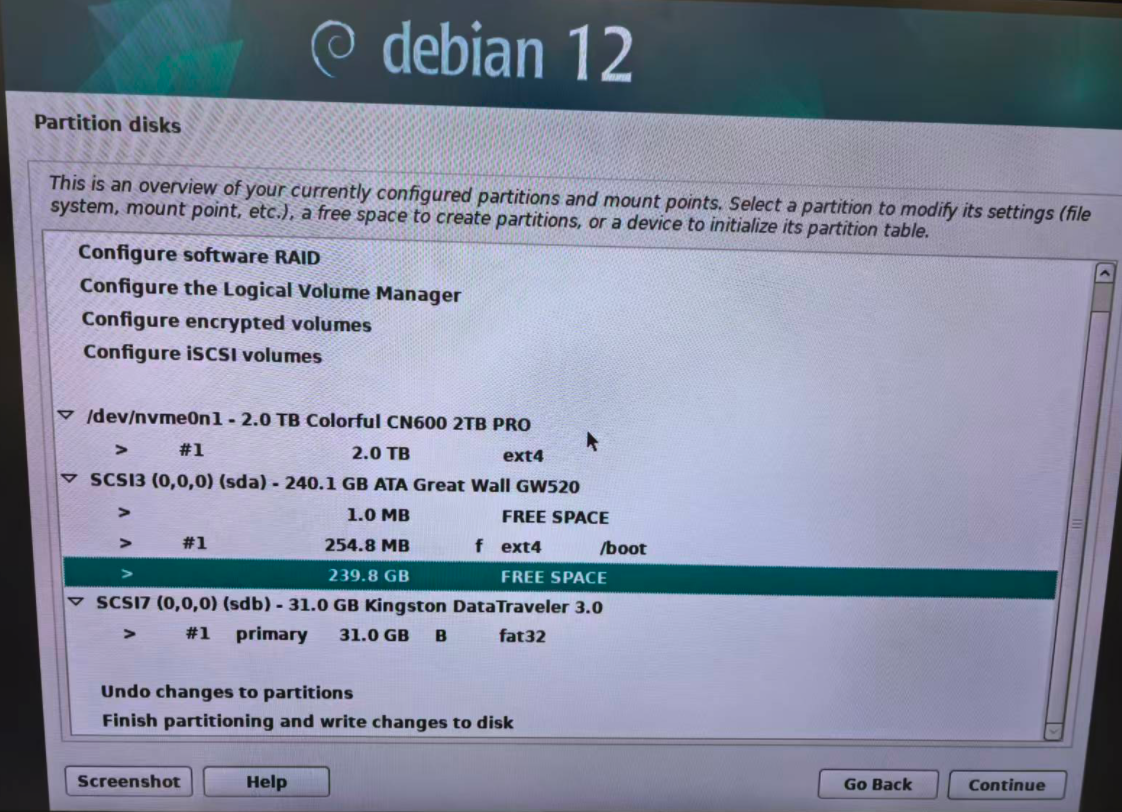 debian 12
Partition disks
This is an overview of your currently configured partitions and mount points. Select a partition to modify its settings (file
system, mount point, etc.), a free space to create partitions, or a device to initialize its partition table.
Configure software RAID
Configure the Logical Volume Manager
Configure encrypted volumes
Configure iSCSI volumes
/dev/nvme0n1 - 2.0 TB Colorful CN600 2TB PRO
> #1 2.0 TB ext4
SCSI3 (0,0,0) (sda) - 240.1 GB ATA Great Wall GW520
> 1.0 MB FREE SPACE
> #1 254.8 MB f ext4 /boot
> 239.8 GB FREE SPACE
SCSI7 (0,0,0) (sdb) - 31.0 GB Kingston DataTraveler 3.0
> #1 primary 31.0 GB B fat32
Undo changes to partitions
Finish partitioning and write changes to disk
Screenshot Help Go Back Continue